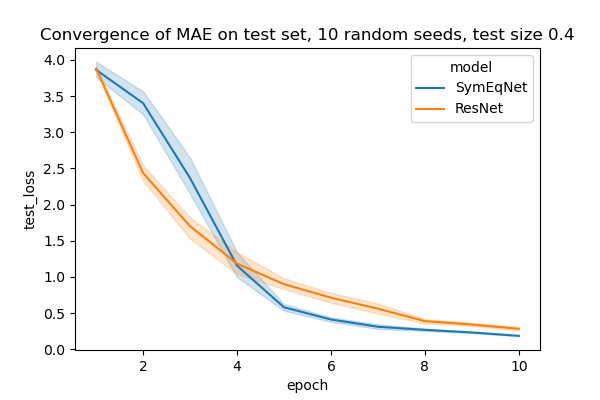 Convergence of MAE on test set, 10 random seeds, test size 0.4
model
SymEqNet
ResNet
test_loss
4.0
3.5
3.0
2.5
2.0
1.5
1.0
0.5
0.0
2
4
6
8
10
epoch